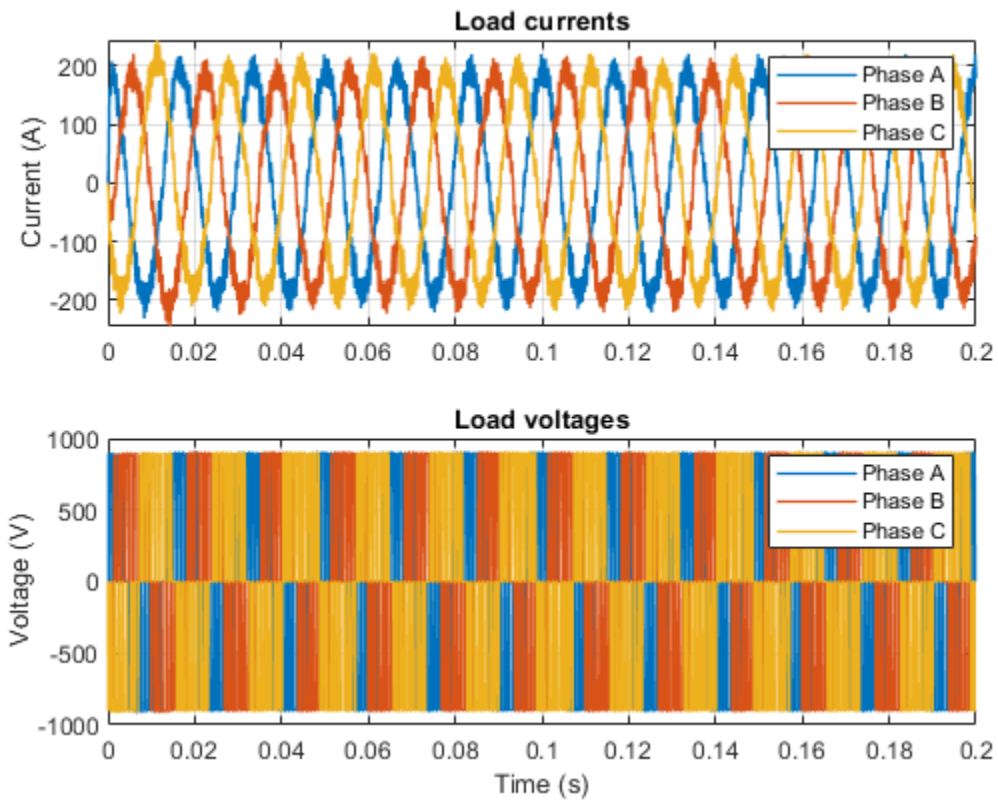 Load currents
Current (A)
200
100
0
-100
-200
Phase A
Phase B
Phase C
0 0.02 0.04 0.06 0.08 0.1 0.12 0.14 0.16 0.18 0.2
Load voltages
Voltage (V)
1000
500
0
-500
-1000
Phase A
Phase B
Phase C
0 0.02 0.04 0.06 0.08 0.1 0.12 0.14 0.16 0.18 0.2
Time (s)